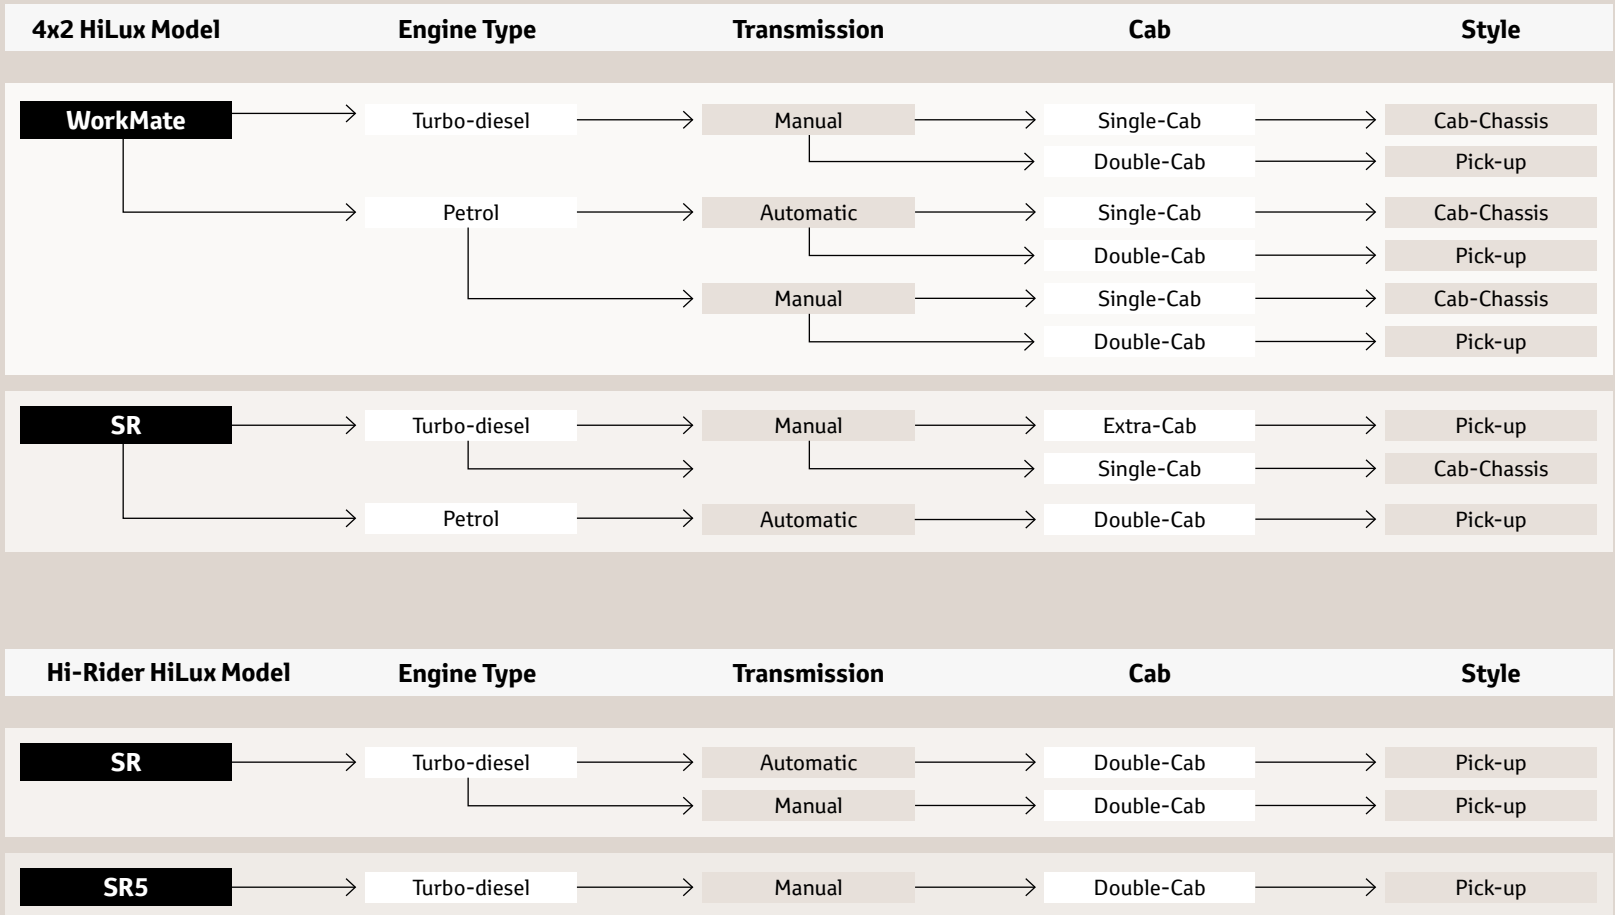 4x2 HiLux Model Engine Type Transmission Cab Style
WorkMate Turbo-diesel Manual Single-Cab Cab-Chassis
Double-Cab Pick-up
Petrol Automatic Single-Cab Cab-Chassis
Double-Cab Pick-up
Manual Single-Cab Cab-Chassis
Double-Cab Pick-up
SR Turbo-diesel Manual Extra-Cab Pick-up
Single-Cab Cab-Chassis
Petrol Automatic Double-Cab Pick-up
Hi-Rider HiLux Model Engine Type Transmission Cab Style
SR Turbo-diesel Automatic Double-Cab Pick-up
Manual Double-Cab Pick-up
SR5 Turbo-diesel Manual Double-Cab Pick-up